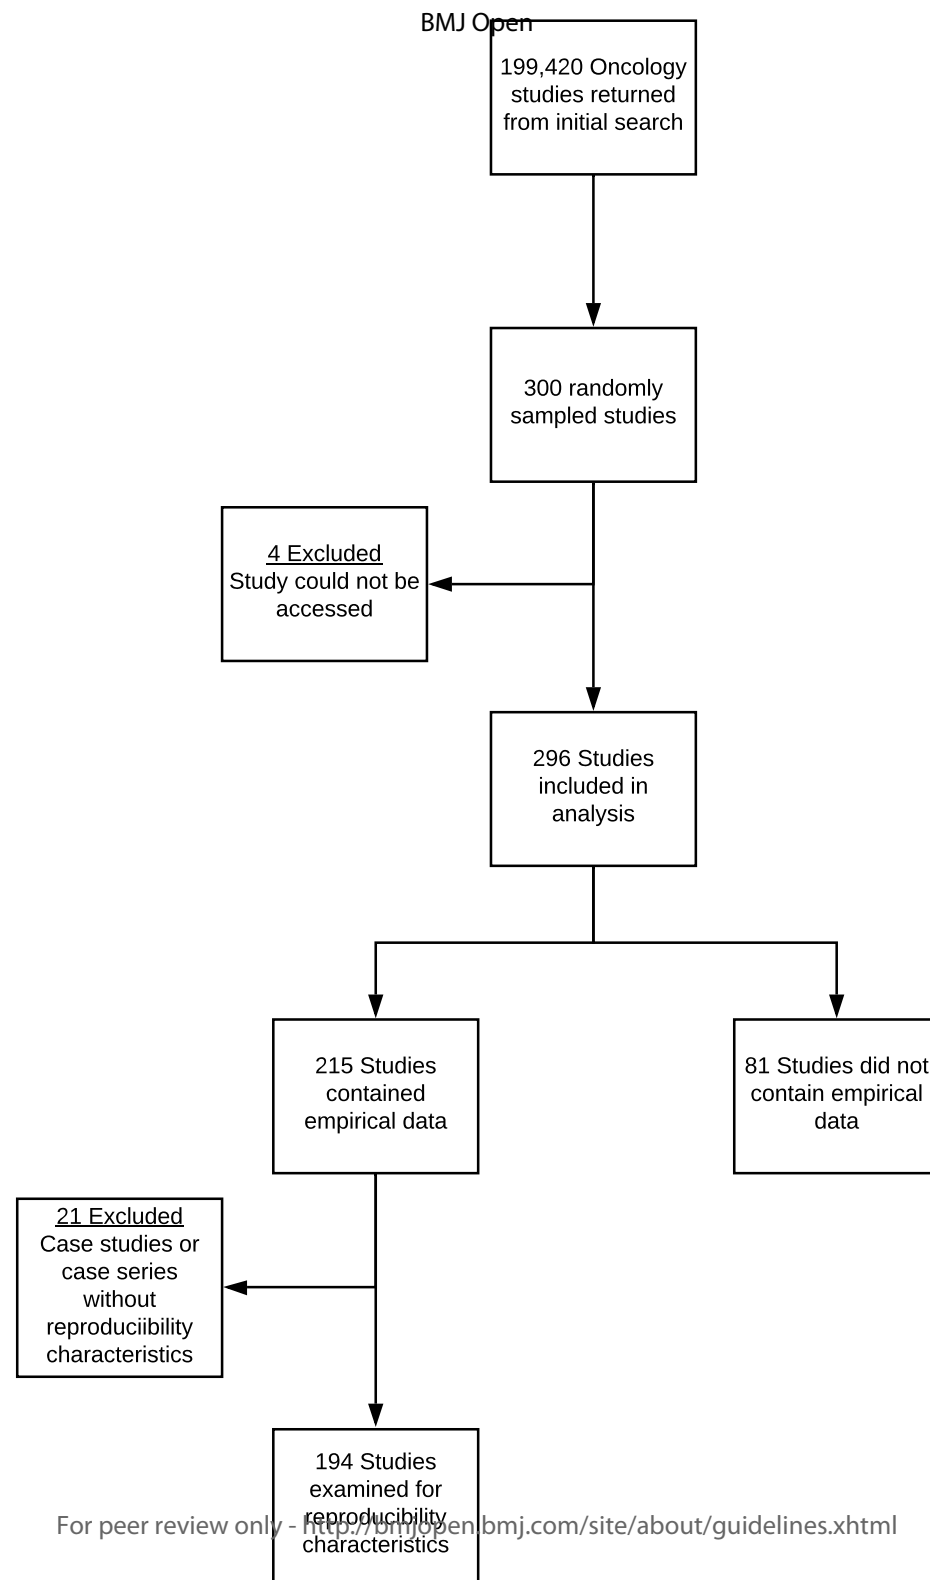 BMJ Open
199,420 Oncology
studies returned
from initial search
300 randomly
sampled studies
4 Excluded
Study could not be
accessed
296 Studies
included in
analysis
215 Studies
contained
empirical data
81 Studies did not
contain empirical
data
21 Excluded
Case studies or
case series
without
reproduciibility
characteristics
194 Studies
examined for
reproducibility
characteristics
For peer review only - http://bmjopen.bmj.com/site/about/guidelines.xhtml